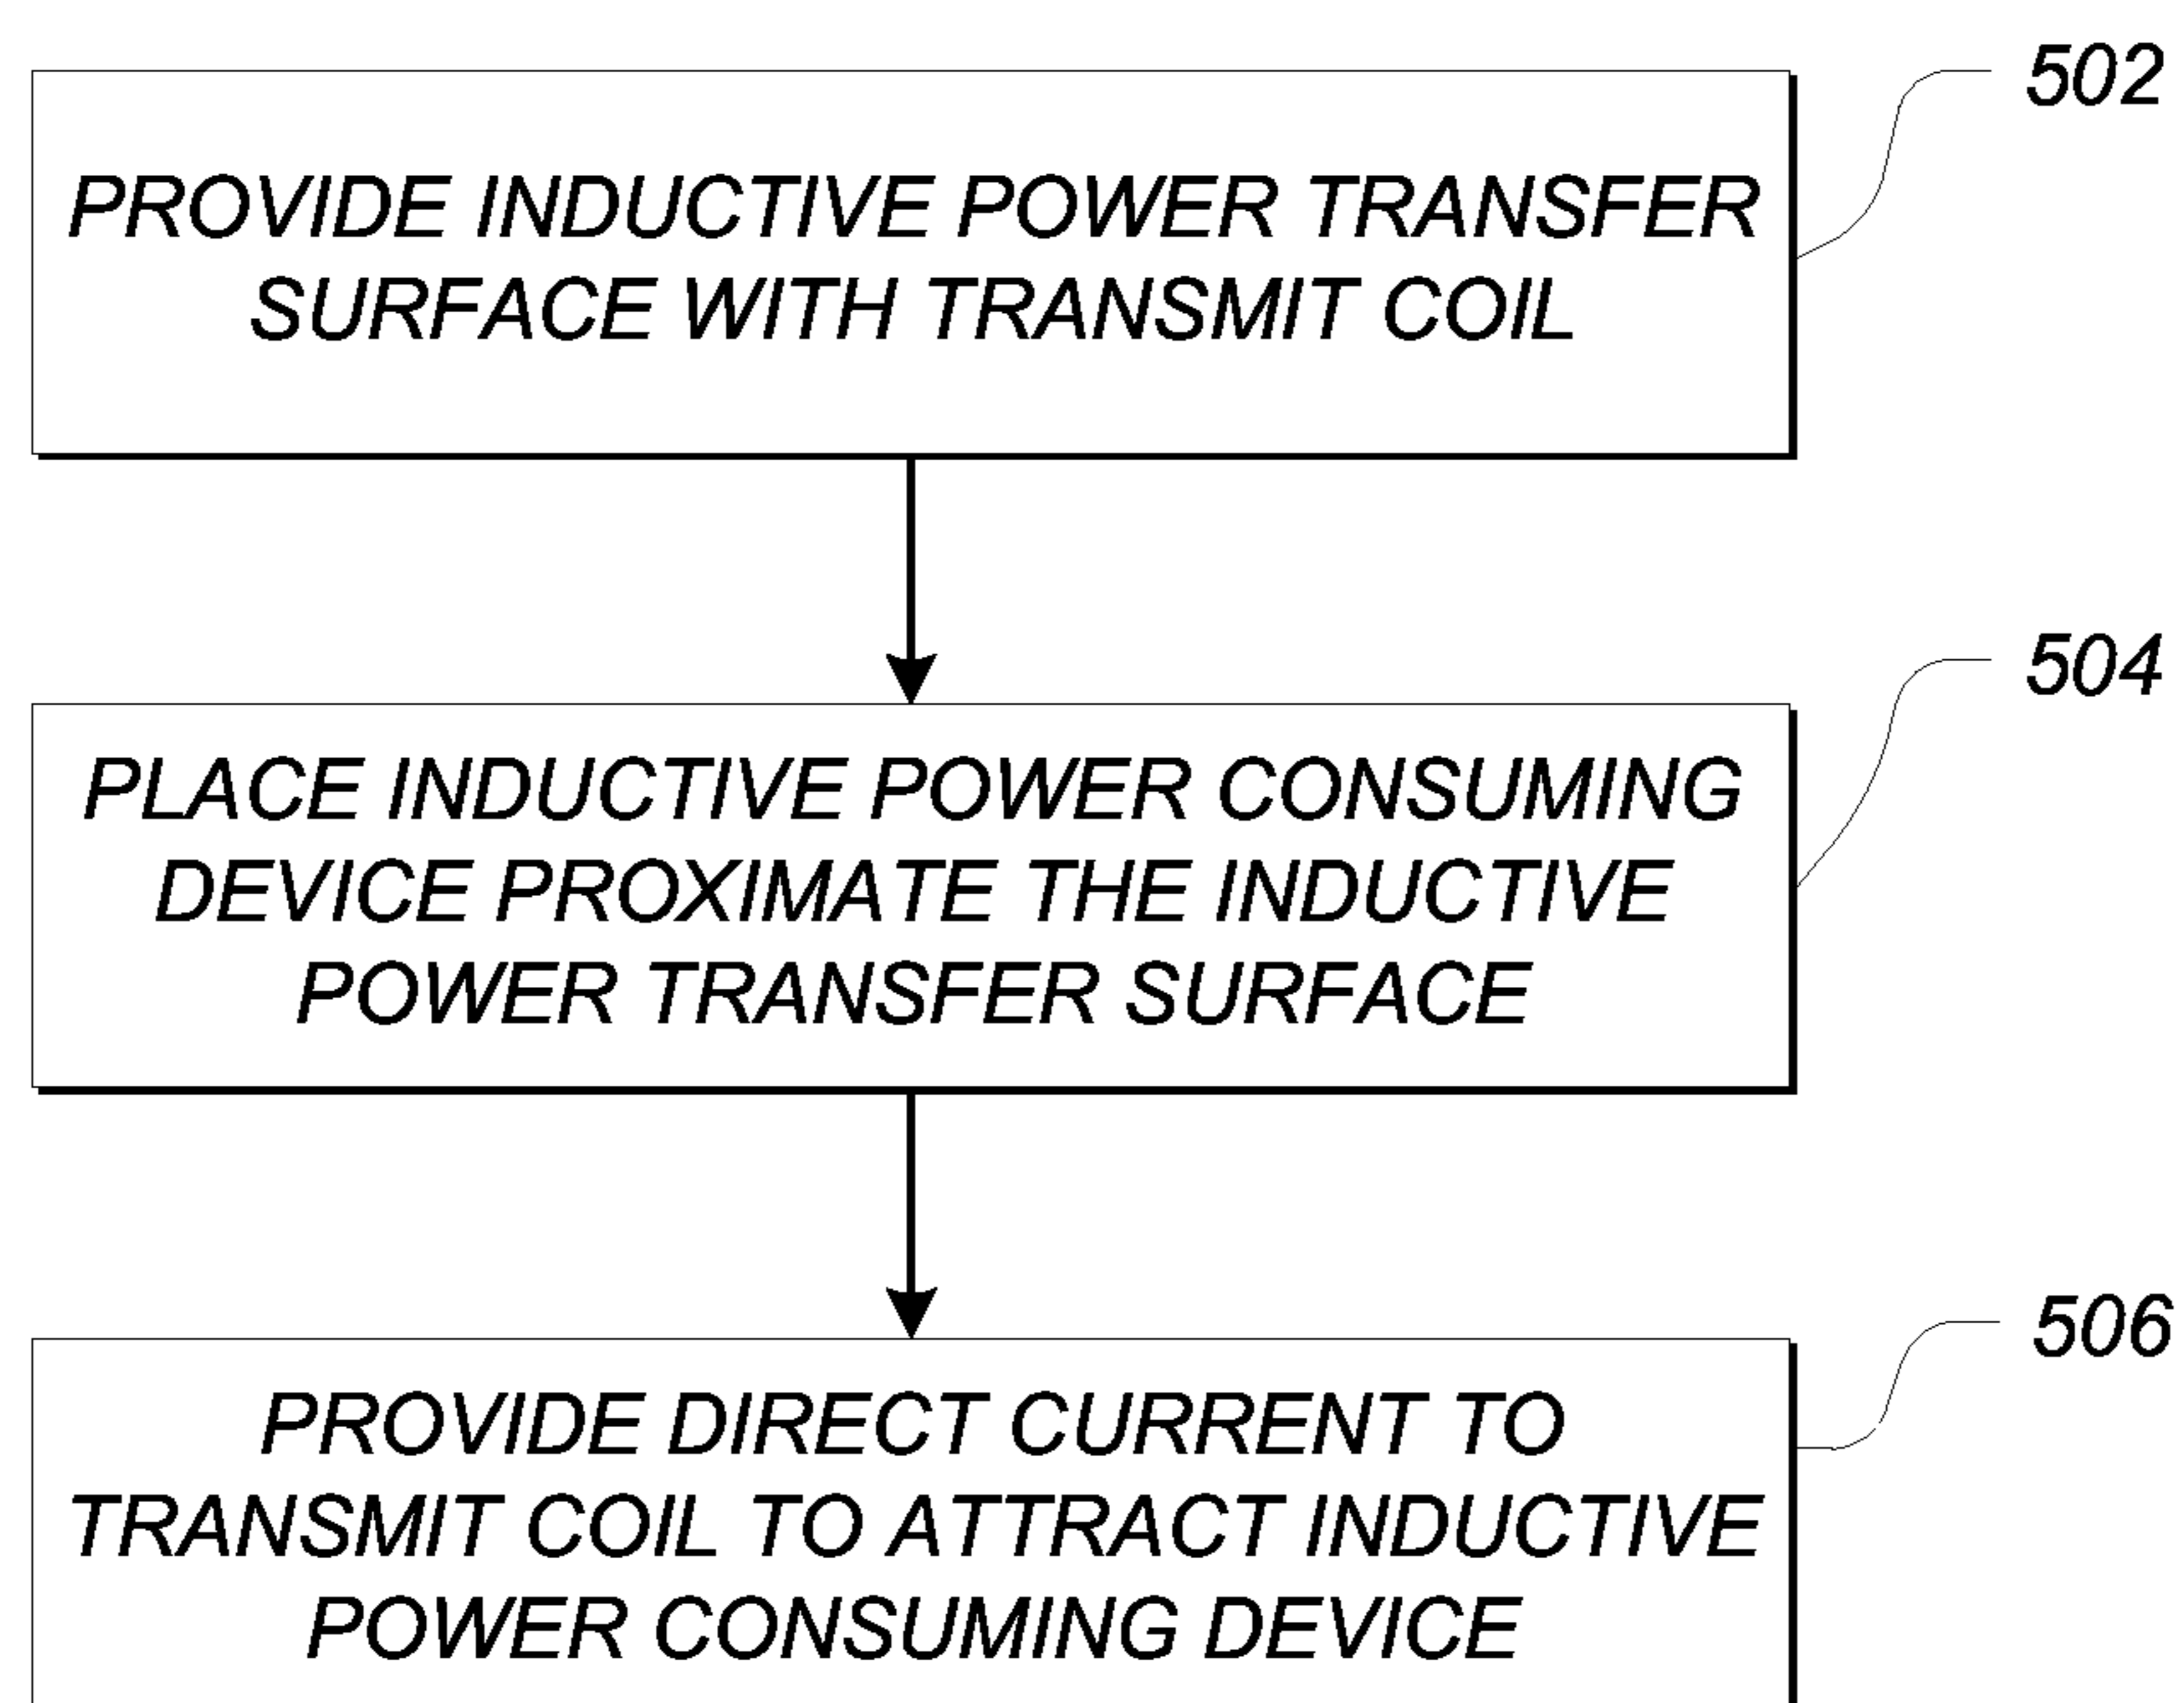 502
PROVIDE INDUCTIVE POWER TRANSFER
SURFACE WITH TRANSMIT COIL
504
PLACE INDUCTIVE POWER CONSUMING
DEVICE PROXIMATE THE INDUCTIVE
POWER TRANSFER SURFACE
506
PROVIDE DIRECT CURRENT TO
TRANSMIT COIL TO ATTRACT INDUCTIVE
POWER CONSUMING DEVICE